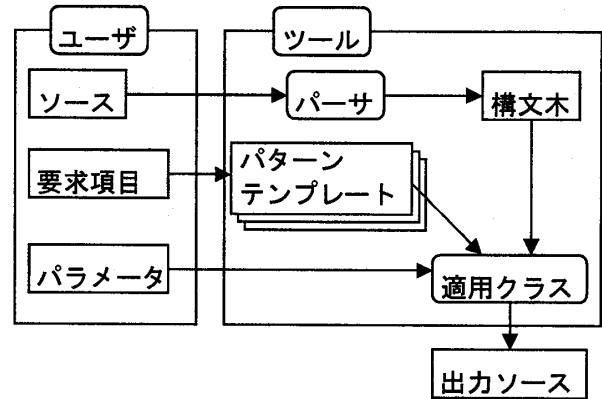 ユーザ
ツール
ソース
パーサ
構文木
要求項目
パターン
テンプレート
パラメータ
適用クラス
出力ソース